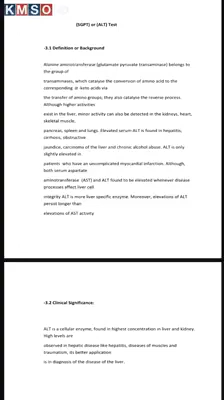 KMSO
(SGPT) or (ALT) Test
-3.1 Definition or Background
Alanine aminotransferase (glutamate pyruvate transaminase) belongs to
the group of
transaminases, which catalyse the conversion of amino acid to the
corresponding α keto acids via
the transfer of amino groups; they also catalyse the reverse process.
Although higher activities
exist in the liver, minor activity can also be detected in the kidneys, heart,
skeletal muscle,
pancreas, spleen and lungs. Elevated serum ALT is found in hepatitis,
cirrhosis, obstructive
jaundice, carcinoma of the liver and chronic alcohol abuse. ALT is only
slightly elevated in
patients who have an uncomplicated myocardial infarction. Although,
both serum aspartate
aminotransferase (AST) and ALT found to be elevated whenever disease
processes effect liver cell
integrity ALT is more liver specific enzyme. Moreover, elevations of ALT
persist longer than
elevations of AST activity
-3.2 Clinical Significance:
ALT is a cellular enzyme, found in highest concentration in liver and kidney.
High levels are
observed in hepatic disease like hepatitis, diseases of muscles and
traumatism, its better application
is in diagnosis of the disease of the liver.